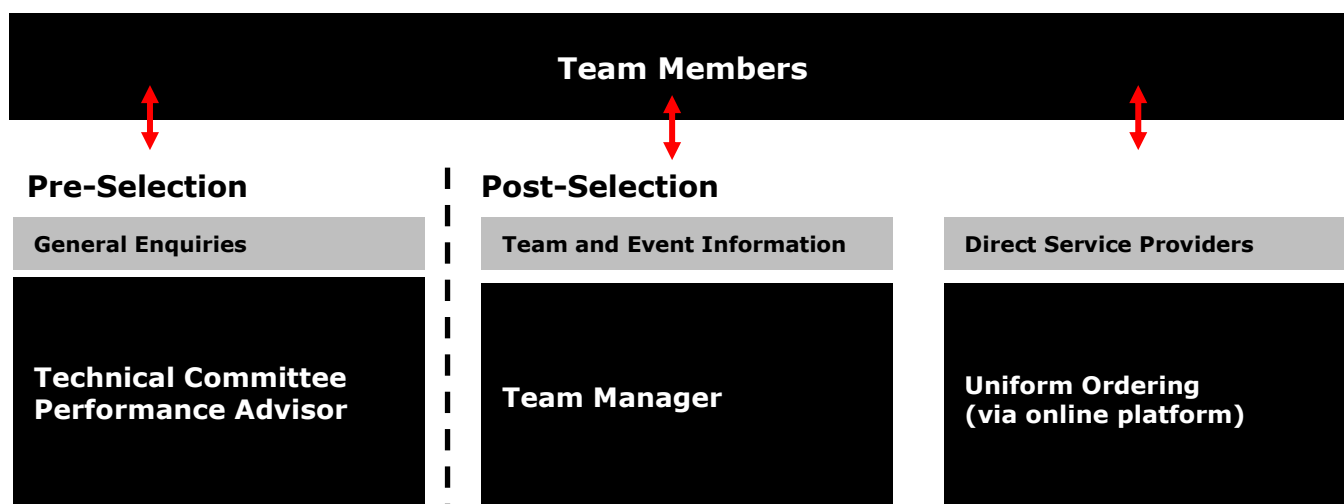 Team Members
Pre-Selection
Post-Selection
General Enquiries
Team and Event Information
Direct Service Providers
Technical Committee
Performance Advisor
Team Manager
Uniform Ordering
(via online platform)